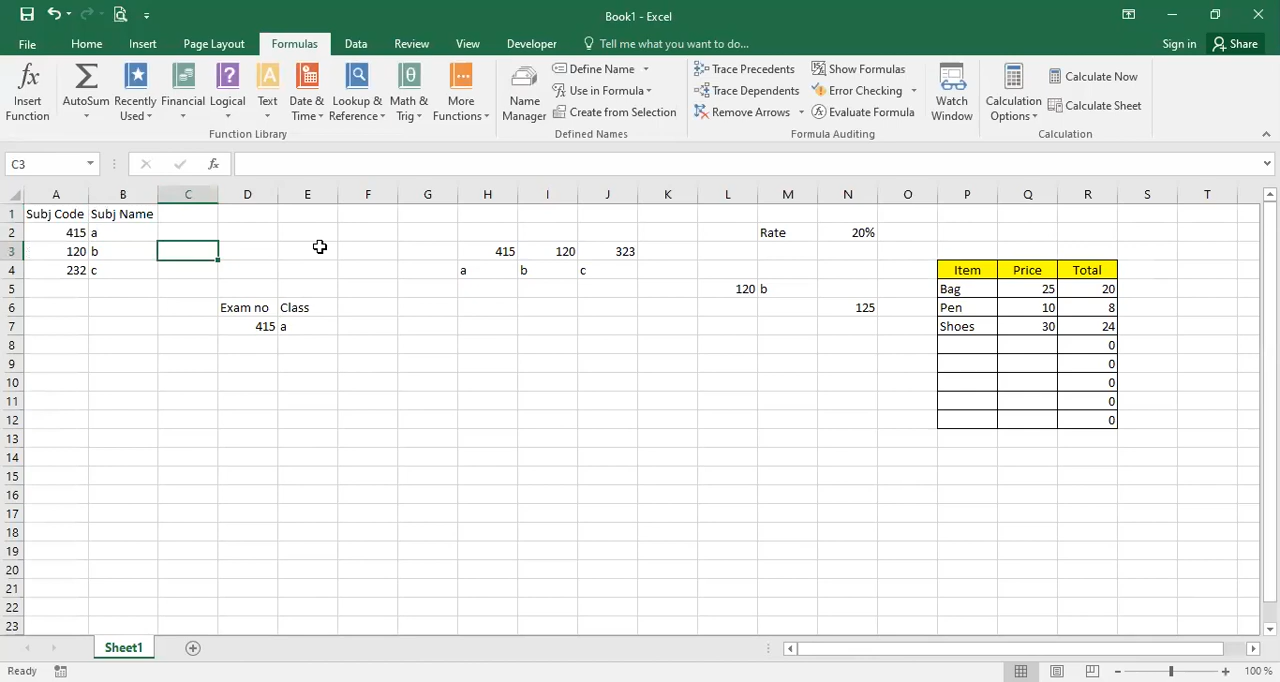 Book1 - Excel
File Home Insert Page Layout Formulas Data Review View Developer Tell me what you want to do... Sign in Share
Insert Function
AutoSum
Recently Used
Financial
Logical
Text
Date & Time
Lookup & Reference
Math & Trig
More Functions
Function Library
Name Manager
Define Name
Use in Formula
Create from Selection
Defined Names
Trace Precedents
Trace Dependents
Remove Arrows
Show Formulas
Error Checking
Evaluate Formula
Formula Auditing
Watch Window
Calculation Options
Calculate Now
Calculate Sheet
Calculation
C3 fx
A B C D E F G H I J K L M N O P Q R S T
1 Subj Code Subj Name
2 415 a Rate 20%
3 120 b 415 120 323
4 232 c a b c Item Price Total
5 120 b Bag 25 20
6 Exam no Class 125 Pen 10 8
7 415 a Shoes 30 24
8 0
9 0
10 0
11 0
12 0
13
14
15
16
17
18
19
20
21
22
23
Sheet1
Ready 100 %